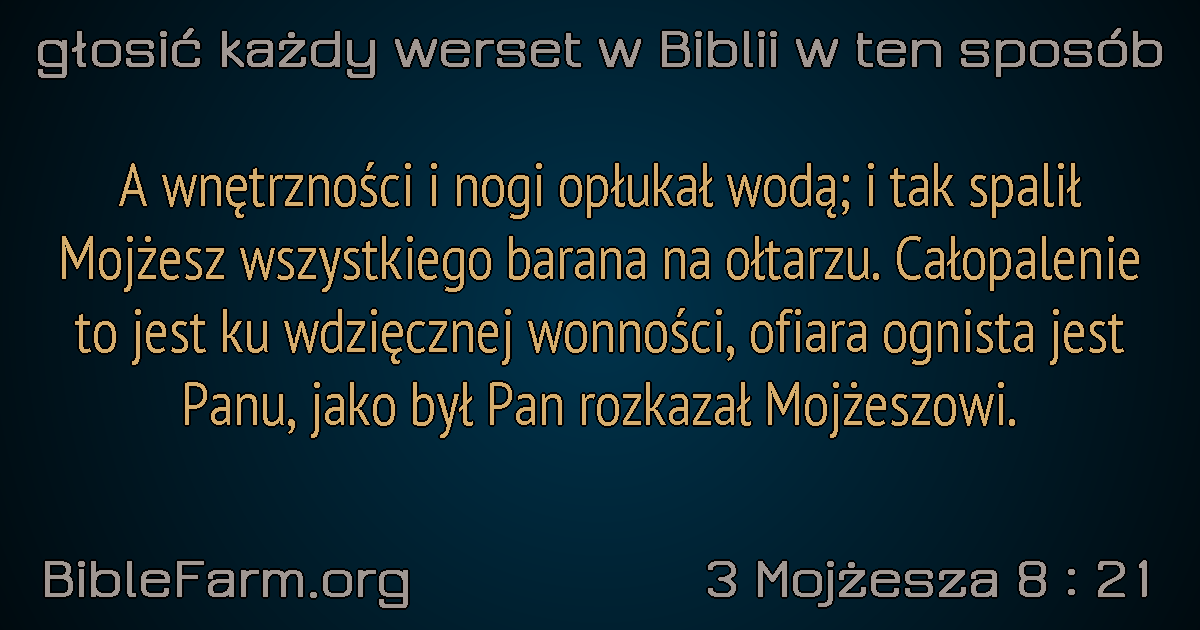 głosić każdy werset w Biblii w ten sposób
A wnętrzności i nogi opłukał wodą; i tak spalił
Mojżesz wszystkiego barana na ołtarzu. Całopalenie
to jest ku wdzięcznej wonności, ofiara ognista jest
Panu, jako był Pan rozkazał Mojżeszowi.
BibleFarm.org
3 Mojżesza 8 : 21